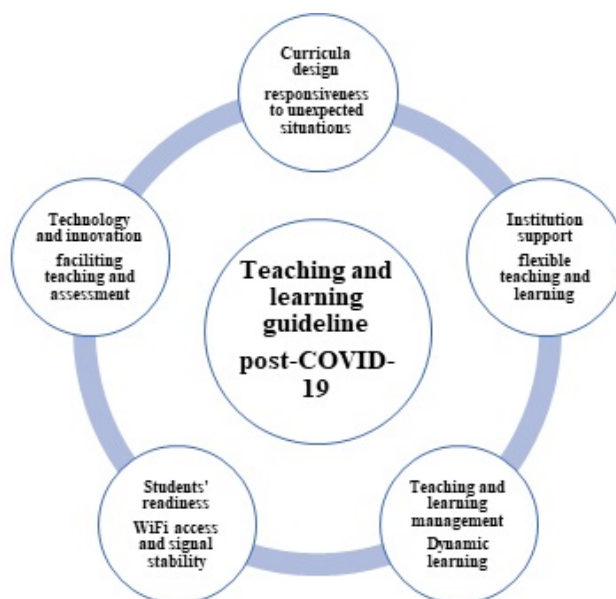 Curricula
design
responsiveness
to unexpected
situations
Institution
support
flexible
teaching and
learning
Teaching and
learning
management
Dynamic
learning
Students'
readiness
WiFi access
and signal
stability
Technology
and innovation
faciliting
teaching and
assessment
Teaching and
learning
guideline
post-COVID-
19